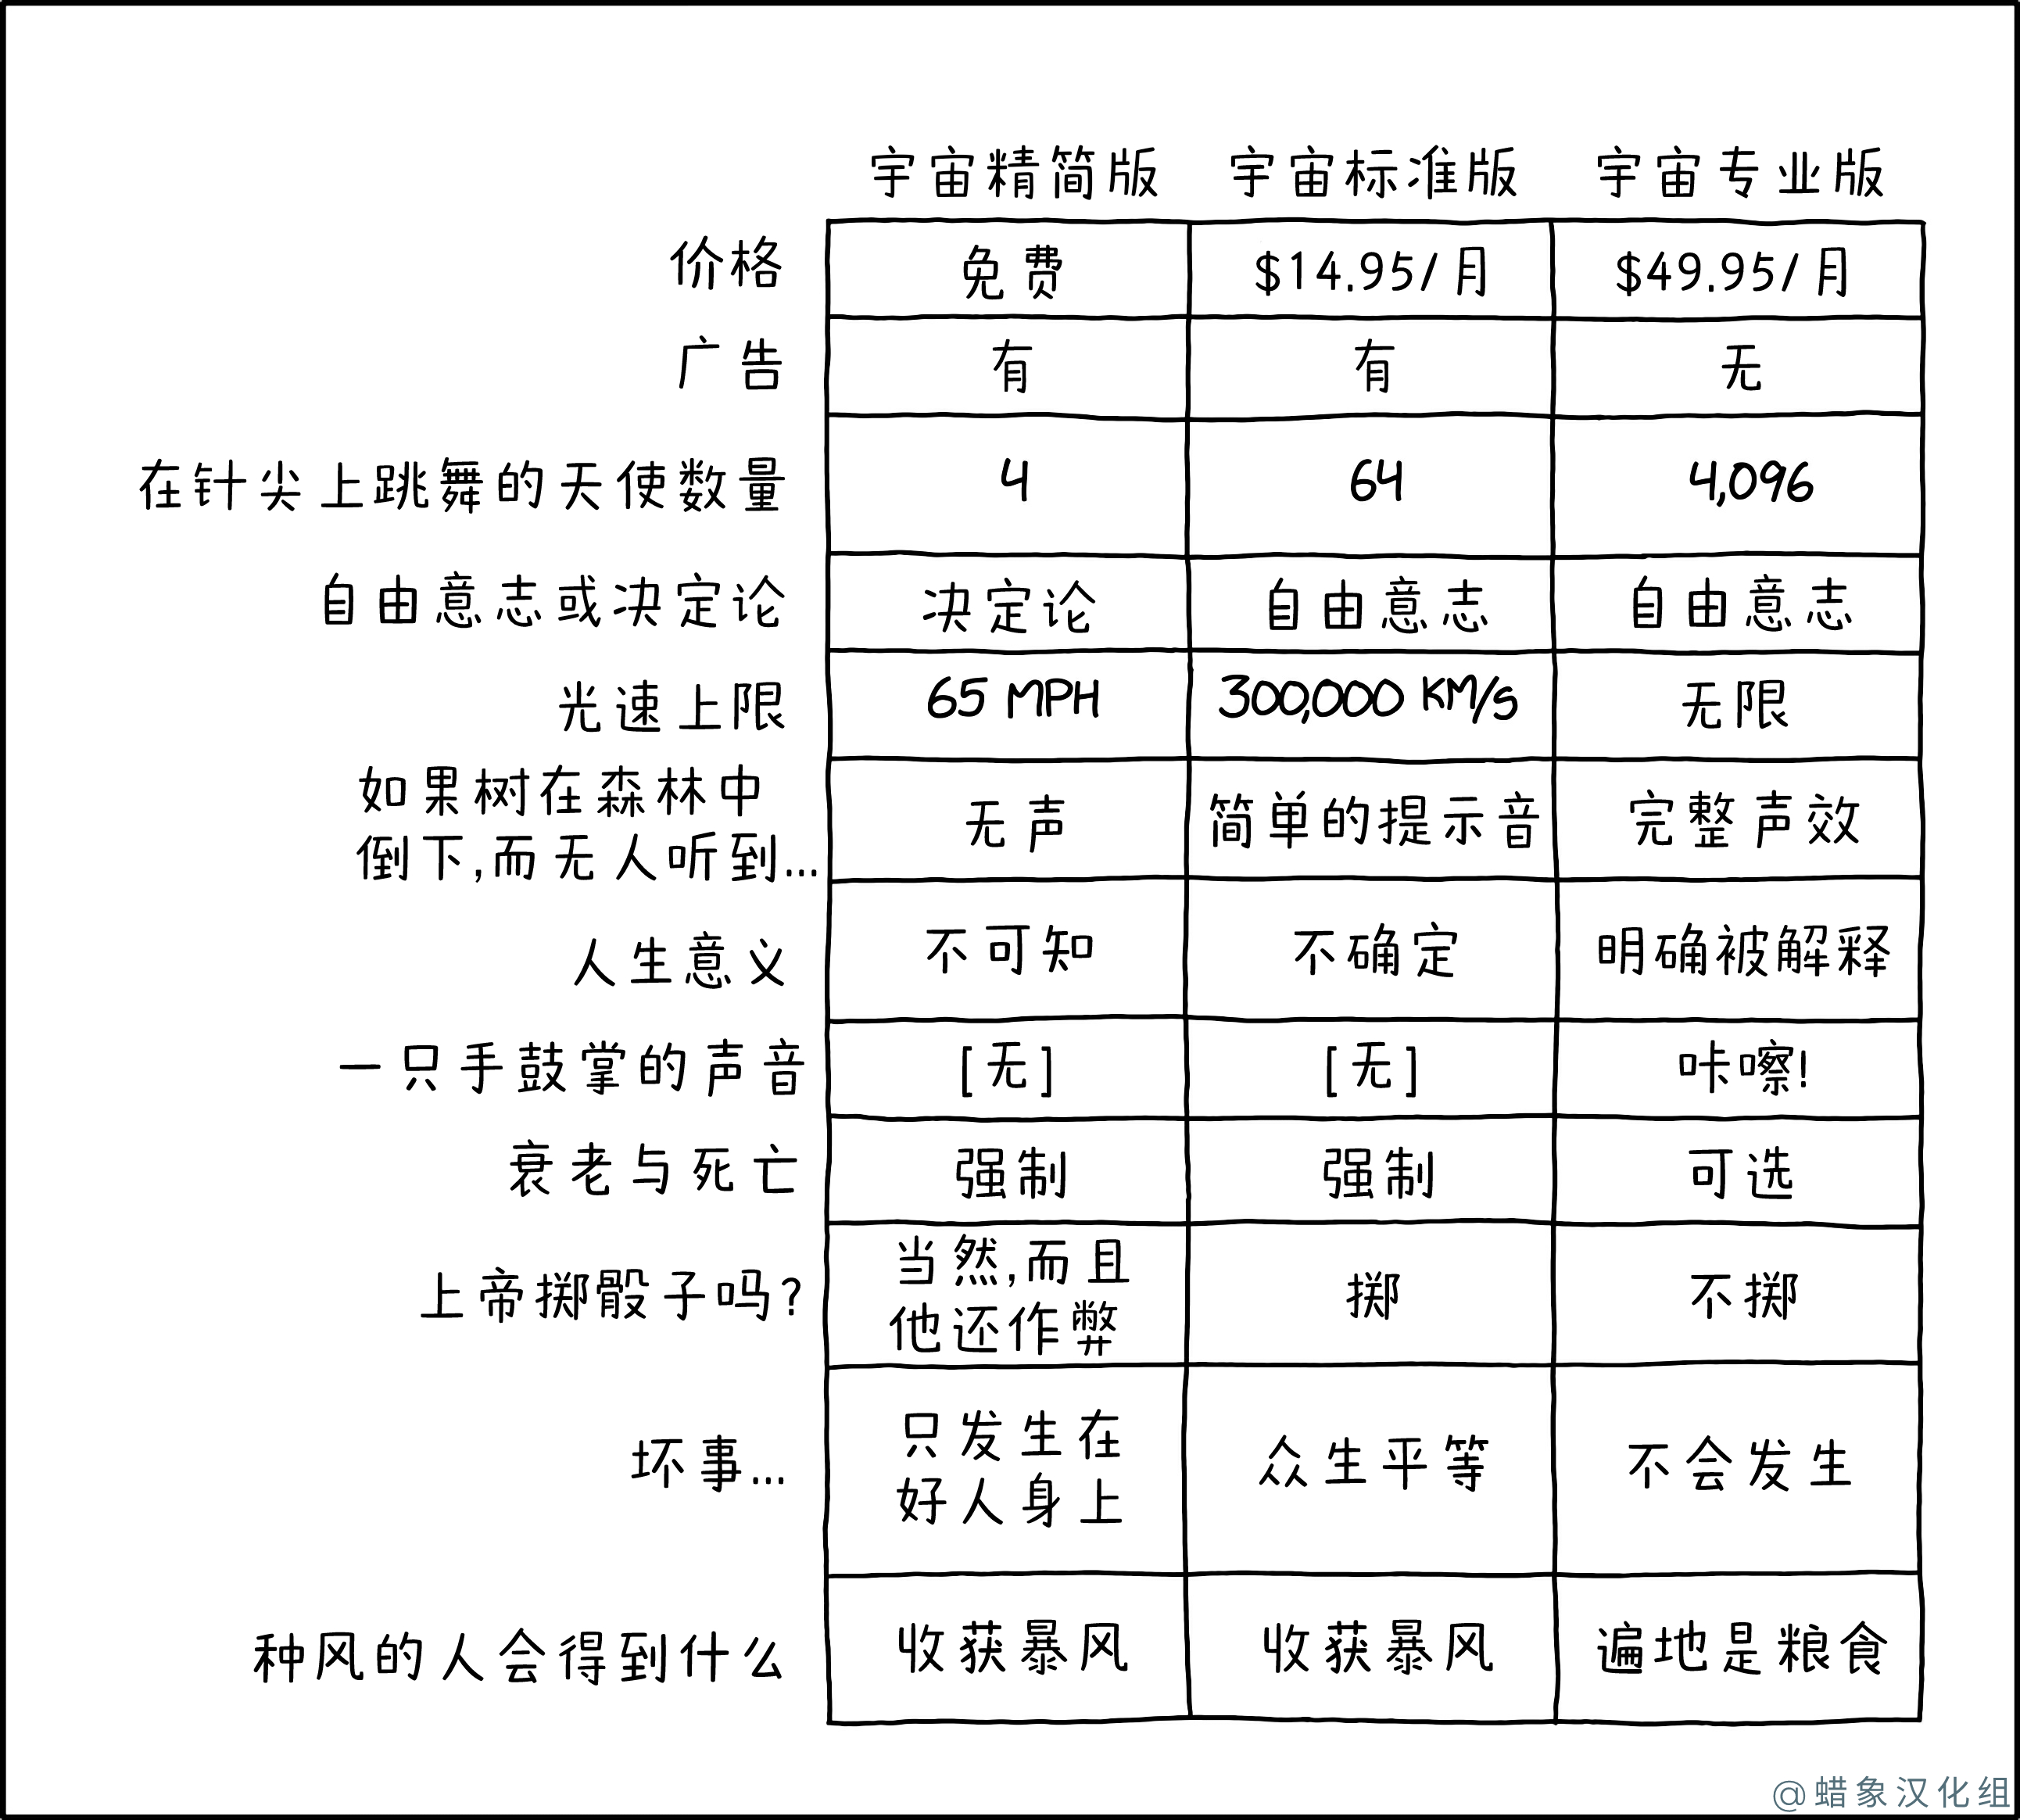 宇宙精简版 宇宙标准版 宇宙专业版
价格 免费 $14.95/月 $49.95/月
广告 有 有 无
在针尖上跳舞的天使数量 4 64 4,096
自由意志或决定论 决定论 自由意志 自由意志
光速上限 65 MPH 300,000 KM/s 无限
如果树在森林中
倒下,而无人听到... 无声 简单的提示音 完整声效
人生意义 不可知 不确定 明确被解释
一只手鼓掌的声音 [无] [无] 咔嚓!
衰老与死亡 强制 强制 可选
上帝掷骰子吗? 当然,而且
他还作弊 掷 不掷
坏事... 只发生在
好人身上 众生平等 不会发生
种风的人会得到什么 收获暴风 收获暴风 遍地是粮食
@蜡象汉化组